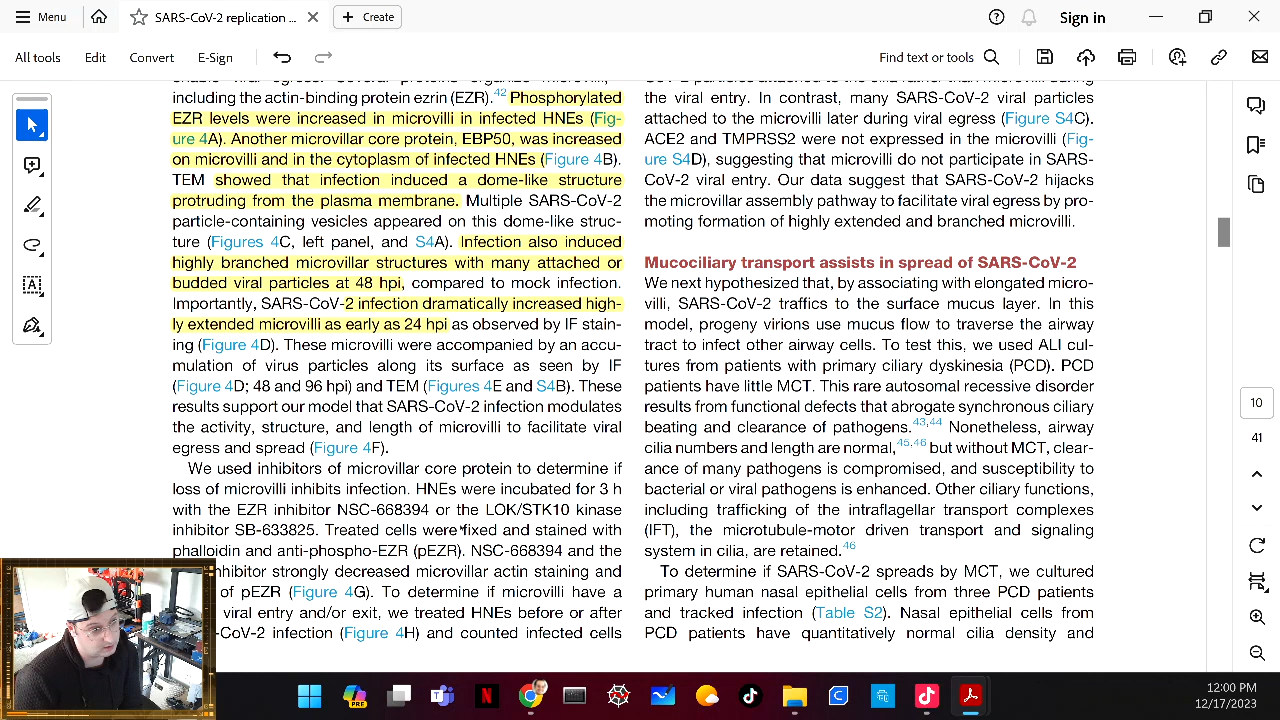 Menu
SARS-CoV-2 replication ...
Create
Sign in
All tools
Edit
Convert
E-Sign
Find text or tools
including the actin-binding protein ezrin (EZR).42 Phosphorylated
EZR levels were increased in microvilli in infected HNEs (Fig-
ure 4A). Another microvillar core protein, EBP50, was increased
on microvilli and in the cytoplasm of infected HNEs (Figure 4B).
TEM showed that infection induced a dome-like structure
protruding from the plasma membrane. Multiple SARS-CoV-2
particle-containing vesicles appeared on this dome-like struc-
ture (Figures 4C, left panel, and S4A). Infection also induced
highly branched microvillar structures with many attached or
budded viral particles at 48 hpi, compared to mock infection.
Importantly, SARS-CoV-2 infection dramatically increased high-
ly extended microvilli as early as 24 hpi as observed by IF stain-
ing (Figure 4D). These microvilli were accompanied by an accu-
mulation of virus particles along its surface as seen by IF
(Figure 4D; 48 and 96 hpi) and TEM (Figures 4E and S4B). These
results support our model that SARS-CoV-2 infection modulates
the activity, structure, and length of microvilli to facilitate viral
egress and spread (Figure 4F).
We used inhibitors of microvillar core protein to determine if
loss of microvilli inhibits infection. HNEs were incubated for 3 h
with the EZR inhibitor NSC-668394 or the LOK/STK10 kinase
inhibitor SB-633825. Treated cells were fixed and stained with
phalloidin and anti-phospho-EZR (pEZR). NSC-668394 and the
inhibitor strongly decreased microvillar actin staining and
of pEZR (Figure 4G). To determine if microvilli have a
viral entry and/or exit, we treated HNEs before or after
-CoV-2 infection (Figure 4H) and counted infected cells
the viral entry. In contrast, many SARS-CoV-2 viral particles
attached to the microvilli later during viral egress (Figure S4C).
ACE2 and TMPRSS2 were not expressed in the microvilli (Fig-
ure S4D), suggesting that microvilli do not participate in SARS-
CoV-2 viral entry. Our data suggest that SARS-CoV-2 hijacks
the microvillar assembly pathway to facilitate viral egress by pro-
moting formation of highly extended and branched microvilli.
Mucociliary transport assists in spread of SARS-CoV-2
We next hypothesized that, by associating with elongated micro-
villi, SARS-CoV-2 traffics to the surface mucus layer. In this
model, progeny virions use mucus flow to traverse the airway
tract to infect other airway cells. To test this, we used ALI cul-
tures from patients with primary ciliary dyskinesia (PCD). PCD
patients have little MCT. This rare autosomal recessive disorder
results from functional defects that abrogate synchronous ciliary
beating and clearance of pathogens.43,44 Nonetheless, airway
cilia numbers and length are normal,45,46 but without MCT, clear-
ance of many pathogens is compromised, and susceptibility to
bacterial or viral pathogens is enhanced. Other ciliary functions,
including trafficking of the intraflagellar transport complexes
(IFT), the microtubule-motor driven transport and signaling
system in cilia, are retained.46
To determine if SARS-CoV-2 spreads by MCT, we cultured
primary human nasal epithelial cells from three PCD patients
and tracked infection (Table S2). Nasal epithelial cells from
PCD patients have quantitatively normal cilia density and
10
41
PRE
12:00 PM
12/17/2023